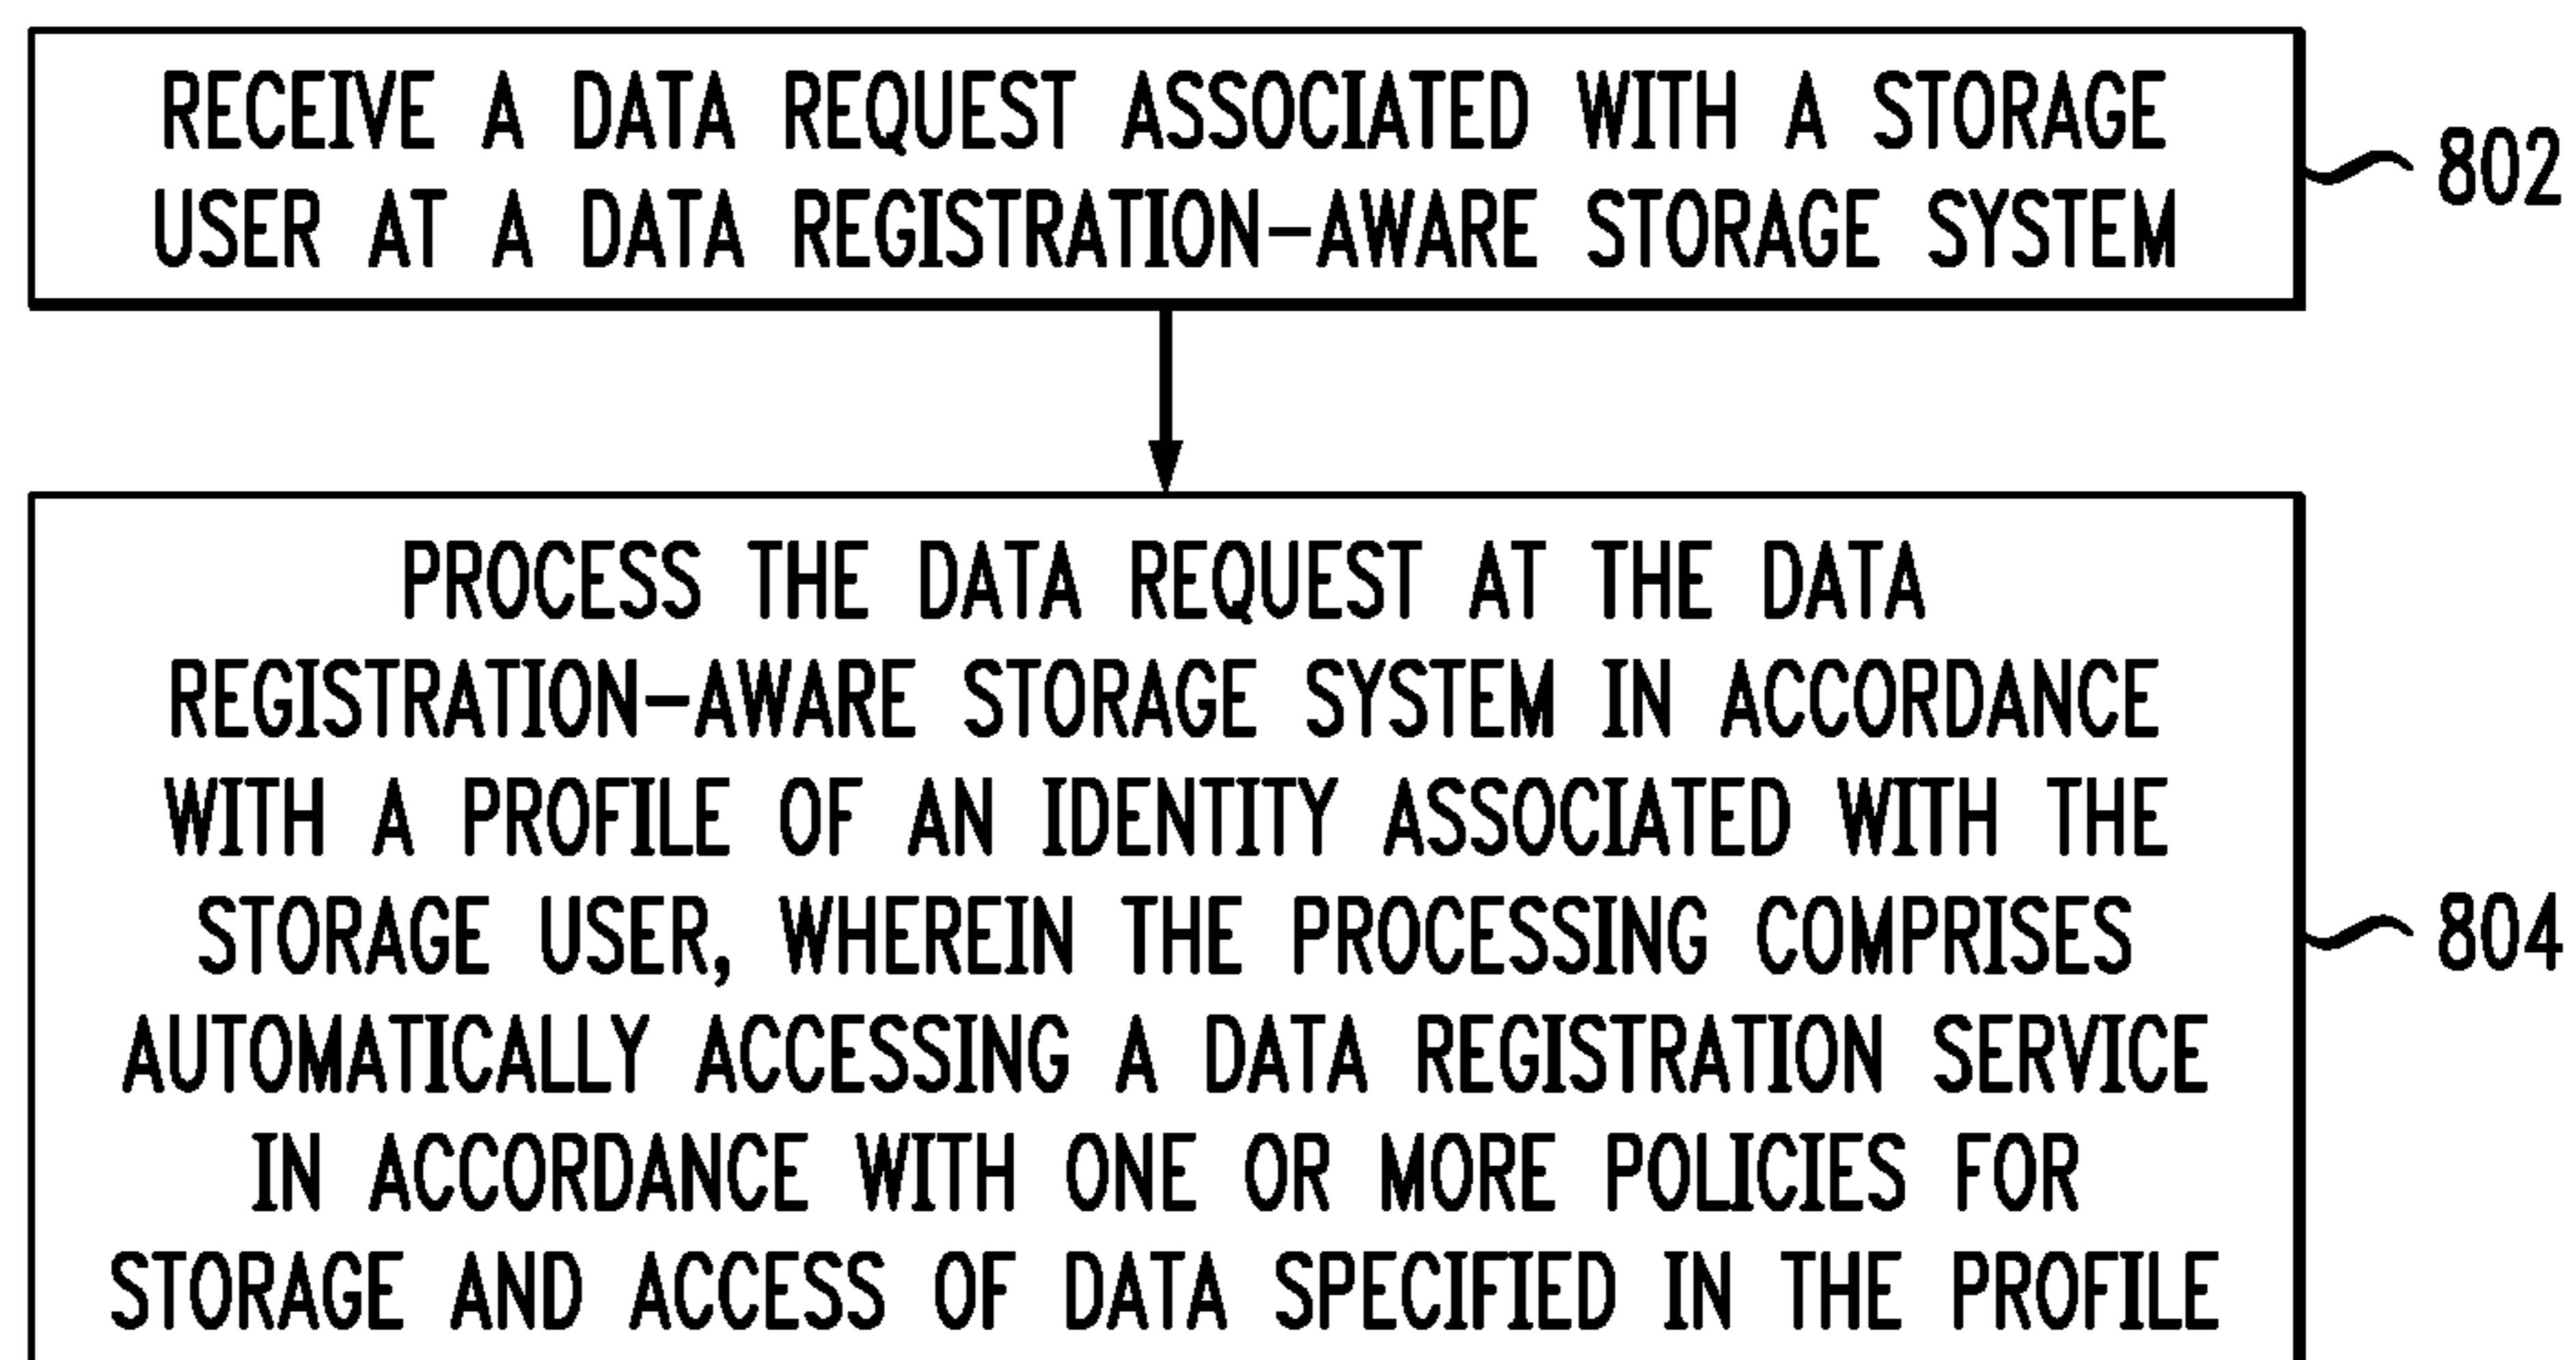 RECEIVE A DATA REQUEST ASSOCIATED WITH A STORAGE
USER AT A DATA REGISTRATION-AWARE STORAGE SYSTEM
802
PROCESS THE DATA REQUEST AT THE DATA
REGISTRATION-AWARE STORAGE SYSTEM IN ACCORDANCE
WITH A PROFILE OF AN IDENTITY ASSOCIATED WITH THE
STORAGE USER, WHEREIN THE PROCESSING COMPRISES
AUTOMATICALLY ACCESSING A DATA REGISTRATION SERVICE
IN ACCORDANCE WITH ONE OR MORE POLICIES FOR
STORAGE AND ACCESS OF DATA SPECIFIED IN THE PROFILE
804